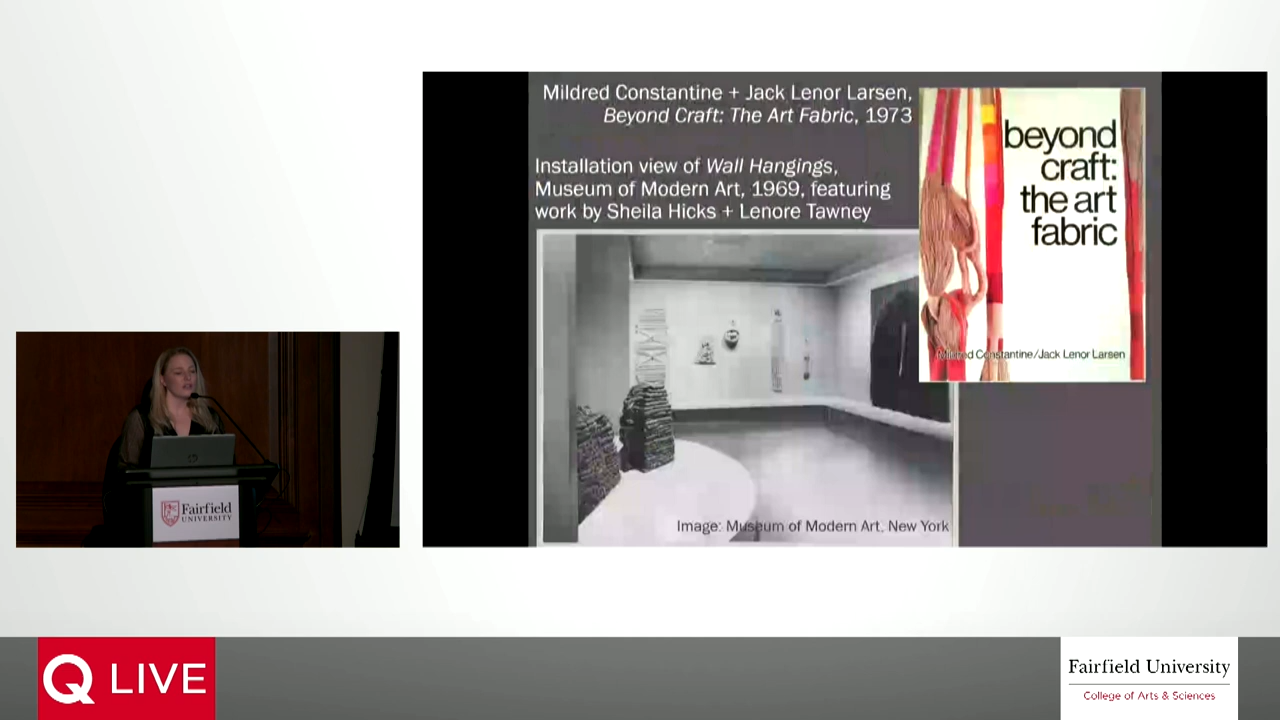 Mildred Constantine + Jack Lenor Larsen,
Beyond Craft: The Art Fabric, 1973
Installation view of Wall Hangings,
Museum of Modern Art, 1969, featuring
work by Sheila Hicks + Lenore Tawney
beyond
craft:
the art
fabric
Mildred Constantine/Jack Lenor Larsen
Image: Museum of Modern Art, New York
hp
Fairfield
UNIVERSITY
Q LIVE
Fairfield University
College of Arts & Sciences